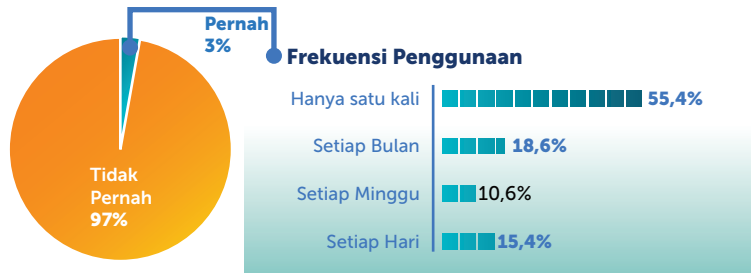 Pernah
3%
Frekuensi Penggunaan
Hanya satu kali 55,4%
Setiap Bulan 18,6%
Setiap Minggu 10,6%
Setiap Hari 15,4%
Tidak
Pernah
97%